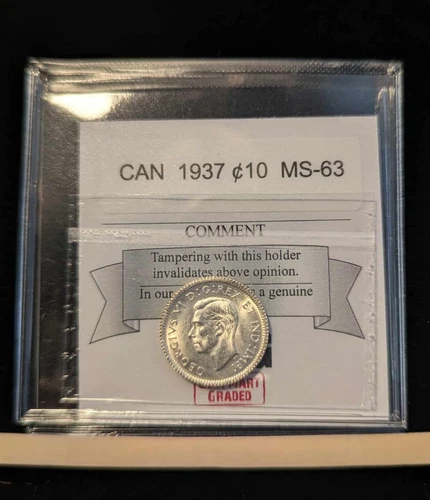 CAN 1937 ¢10 MS-63
COMMENT
Tampering with this holder
invalidates above opinion.
In our a genuine
GEORGIVS VI D:G:REX ET IND:IMP:
GRADED